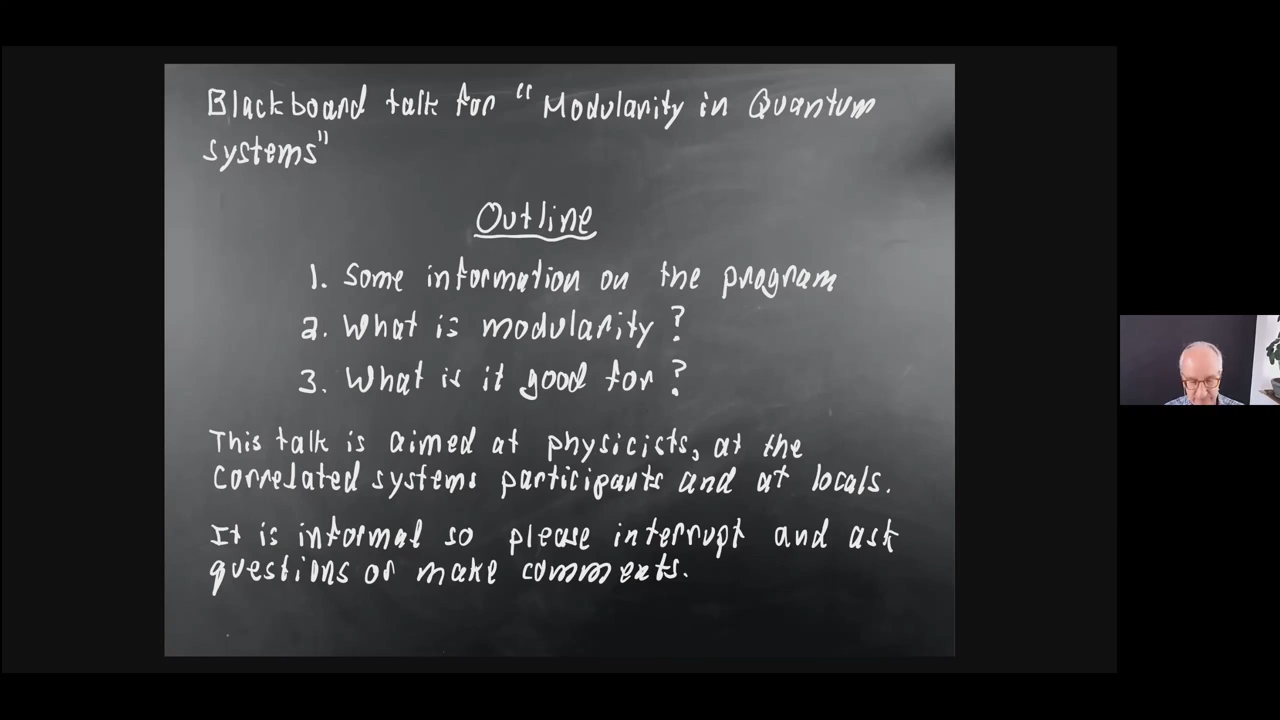 Blackboard talk for "Modularity in Quantum
systems"
Outline
1. Some information on the program
2. What is modularity?
3. What is it good for?
This talk is aimed at physicists, at the
correlated systems participants and at locals.
It is informal so please interrupt and ask
questions or make comments.